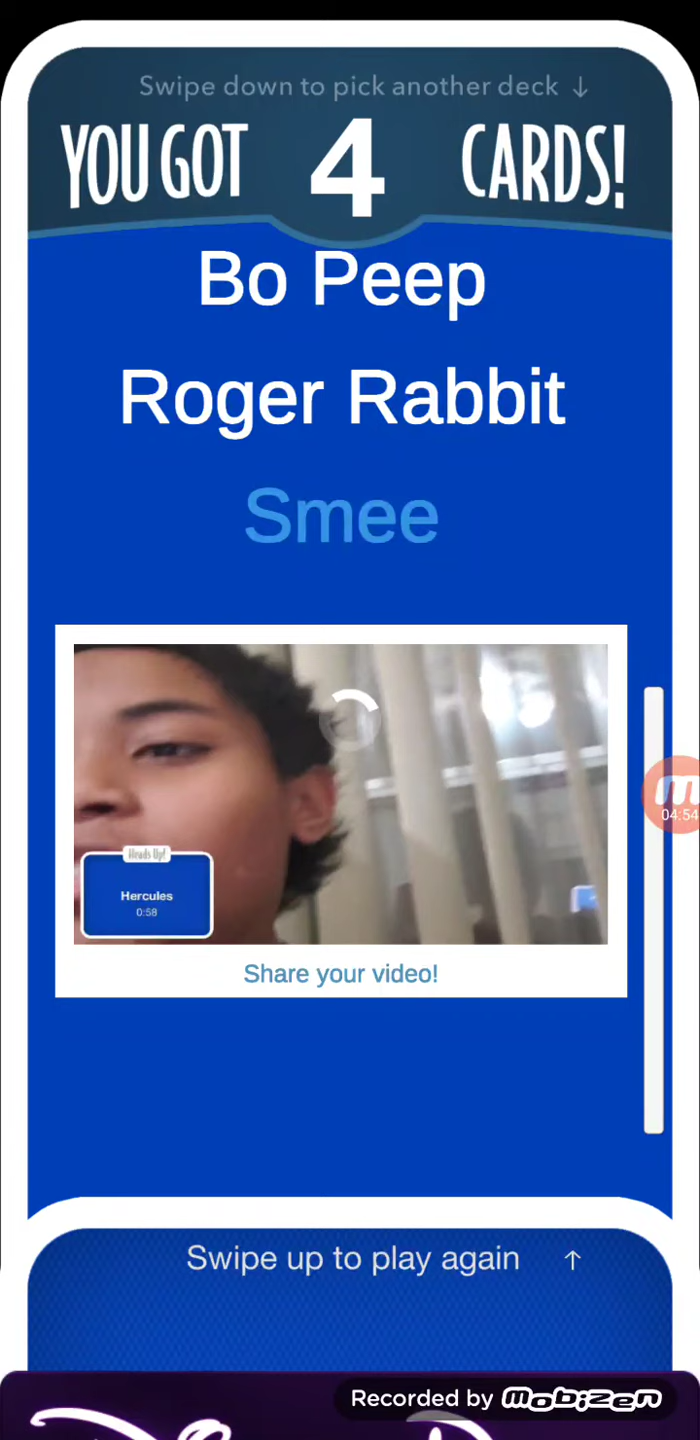 Swipe down to pick another deck ↓
YOU GOT 4 CARDS!
Bo Peep
Roger Rabbit
Smee
Heads Up!
Hercules
0:58
04:54
Share your video!
Swipe up to play again ↑
Recorded by mobizen